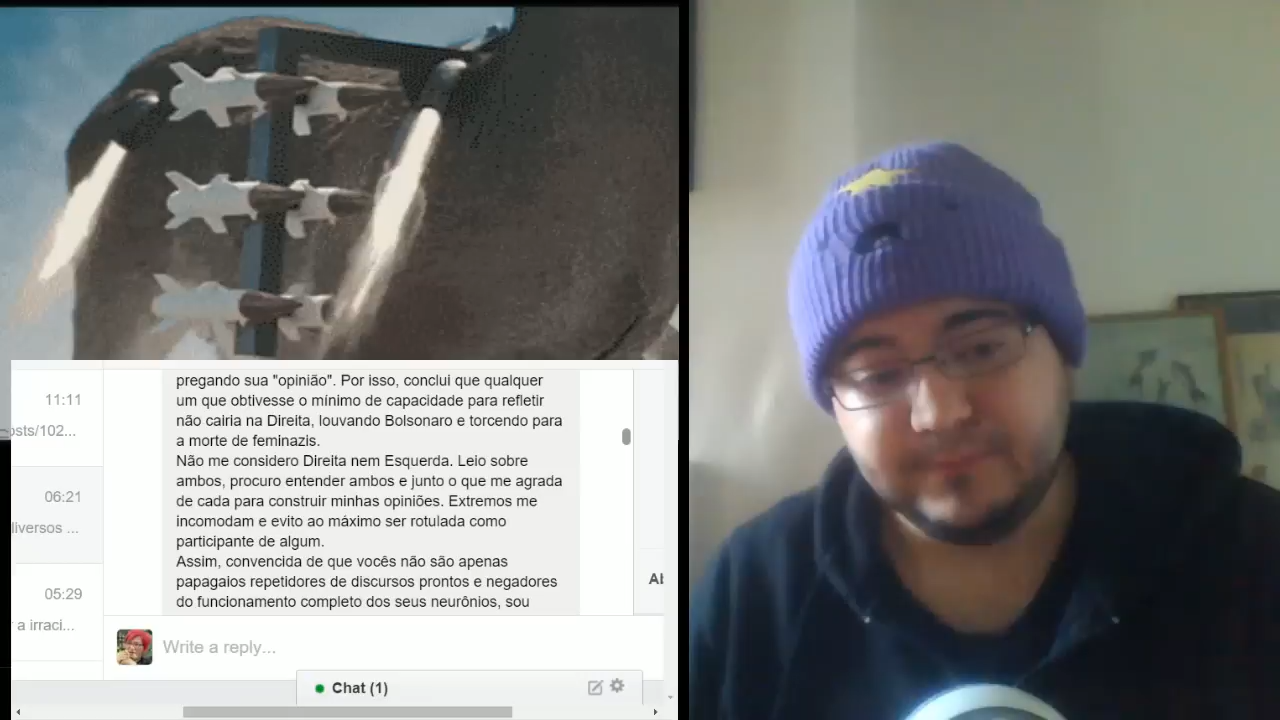 pregando sua "opinião". Por isso, conclui que qualquer
um que obtivesse o mínimo de capacidade para refletir
não cairia na Direita, louvando Bolsonaro e torcendo para
a morte de feminazis.
Não me considero Direita nem Esquerda. Leio sobre
ambos, procuro entender ambos e junto o que me agrada
de cada para construir minhas opiniões. Extremos me
incomodam e evito ao máximo ser rotulada como
participante de algum.
Assim, convencida de que vocês não são apenas
papagaios repetidores de discursos prontos e negadores
do funcionamento completo dos seus neurônios, sou
11:11
osts/102...
06:21
liversos ...
05:29
a irraci...
Ab
Write a reply...
Chat (1)